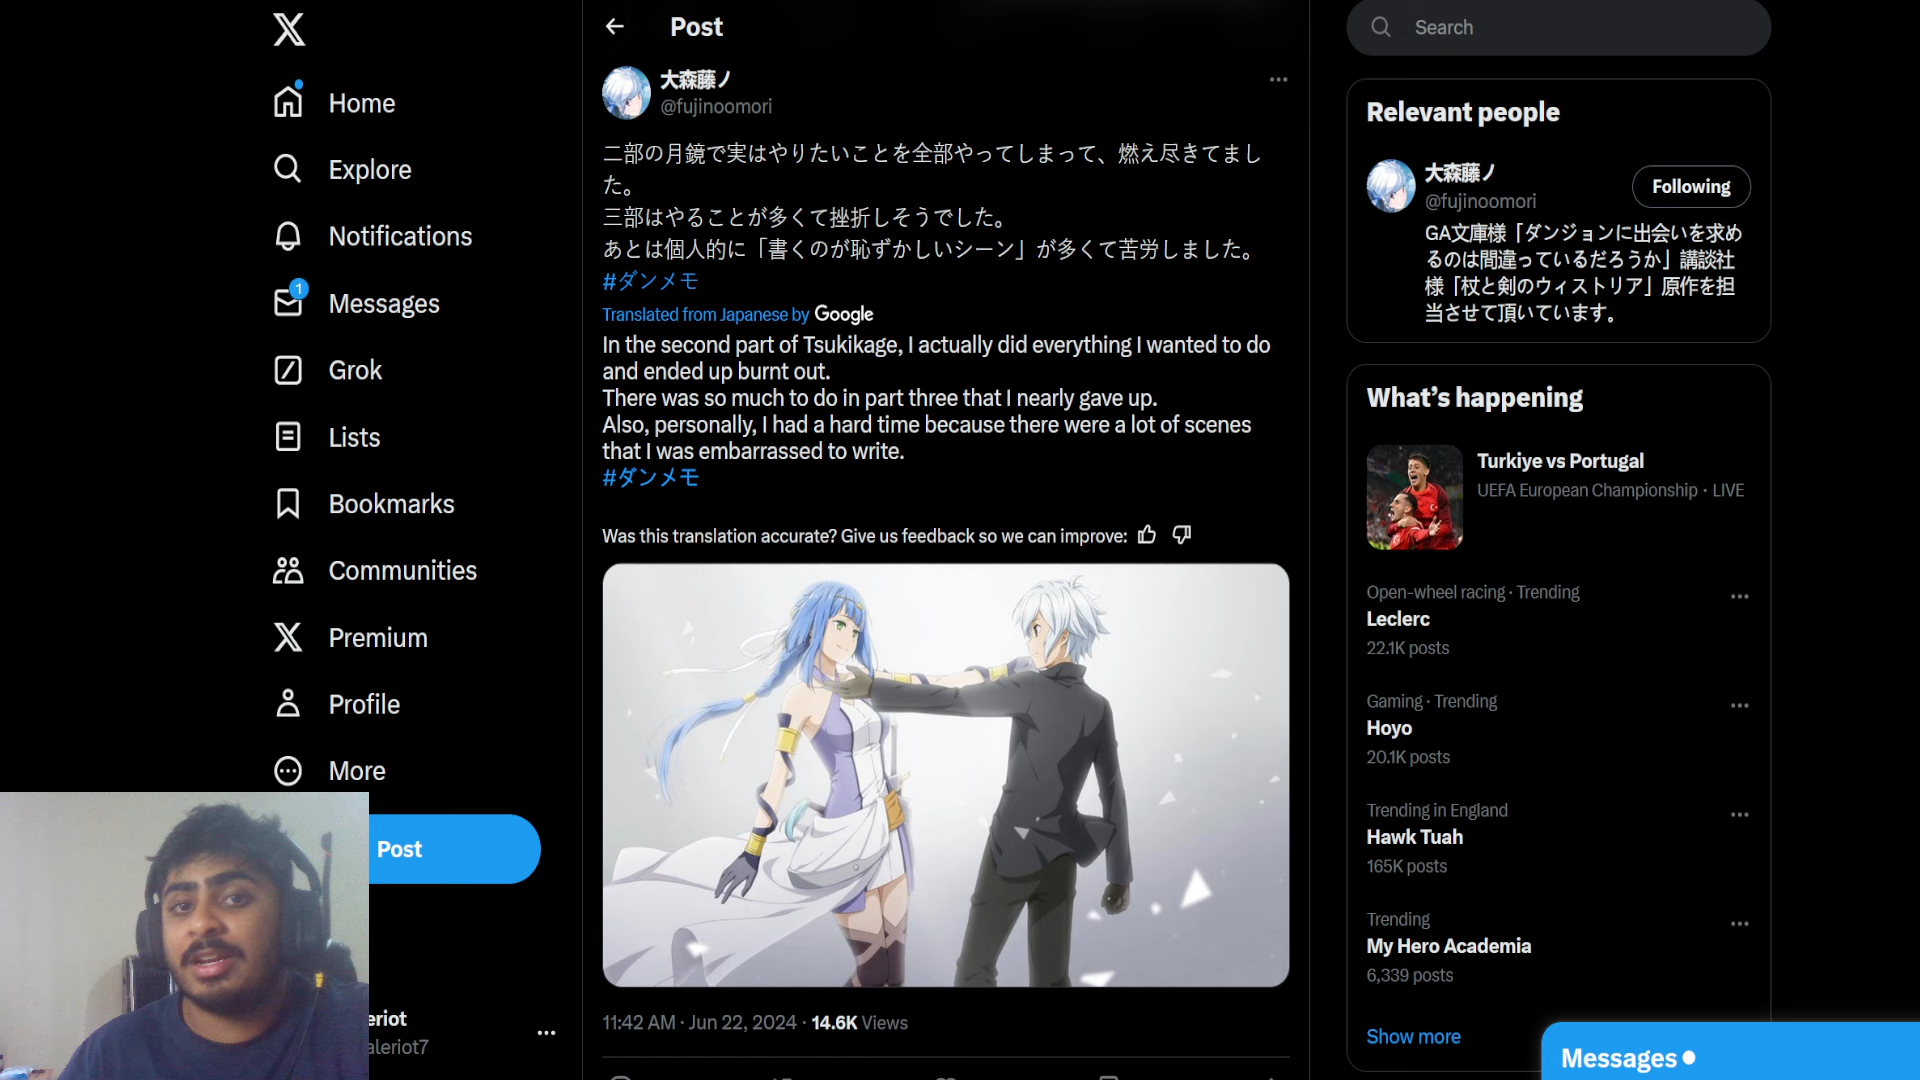 Home
Explore
Notifications
1
Messages
Grok
Lists
Bookmarks
Communities
Premium
Profile
More
Post
eriot
aleriot7
Post
大森藤ノ
@fujinoomori
二部の月鏡で実はやりたいことを全部やってしまって、燃え尽きてまし
た。
三部はやることが多くて挫折しそうでした。
あとは個人的に「書くのが恥ずかしいシーン」が多くて苦労しました。
#ダンメモ
Translated from Japanese by Google
In the second part of Tsukikage, I actually did everything I wanted to do
and ended up burnt out.
There was so much to do in part three that I nearly gave up.
Also, personally, I had a hard time because there were a lot of scenes
that I was embarrassed to write.
#ダンメモ
Was this translation accurate? Give us feedback so we can improve:
11:42 AM · Jun 22, 2024 · 14.6K Views
Search
Relevant people
大森藤ノ
@fujinoomori
Following
GA文庫様「ダンジョンに出会いを求め
るのは間違っているだろうか」講談社
様「杖と剣のウィストリア」原作を担
当させて頂いています。
What's happening
Turkiye vs Portugal
UEFA European Championship · LIVE
Open-wheel racing · Trending
Leclerc
22.1K posts
Gaming · Trending
Hoyo
20.1K posts
Trending in England
Hawk Tuah
165K posts
Trending
My Hero Academia
6,339 posts
Show more
Messages